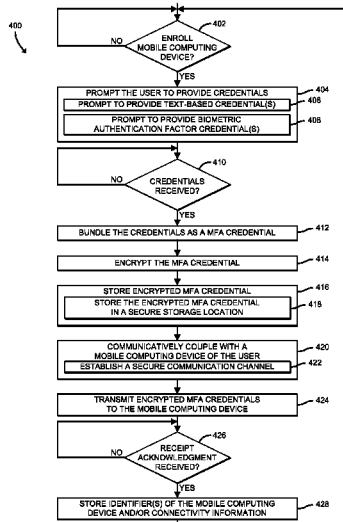 400
402
ENROLL
MOBILE COMPUTING
DEVICE?
NO
YES
PROMPT THE USER TO PROVIDE CREDENTIALS
404
PROMPT TO PROVIDE TEXT-BASED CREDENTIAL(S)
406
PROMPT TO PROVIDE BIOMETRIC
AUTHENTICATION FACTOR CREDENTIAL(S)
408
410
NO
CREDENTIALS
RECEIVED?
YES
BUNDLE THE CREDENTIALS AS A MFA CREDENTIAL
412
ENCRYPT THE MFA CREDENTIAL
414
STORE ENCRYPTED MFA CREDENTIAL
416
STORE THE ENCRYPTED MFA CREDENTIAL
IN A SECURE STORAGE LOCATION
418
COMMUNICATIVELY COUPLE WITH A
MOBILE COMPUTING DEVICE OF THE USER
420
ESTABLISH A SECURE COMMUNICATION CHANNEL
422
TRANSMIT ENCRYPTED MFA CREDENTIALS
TO THE MOBILE COMPUTING DEVICE
424
426
NO
RECEIPT
ACKNOWLEDGMENT
RECEIVED?
YES
STORE IDENTIFIER(S) OF THE MOBILE COMPUTING
DEVICE AND/OR CONNECTIVITY INFORMATION
428